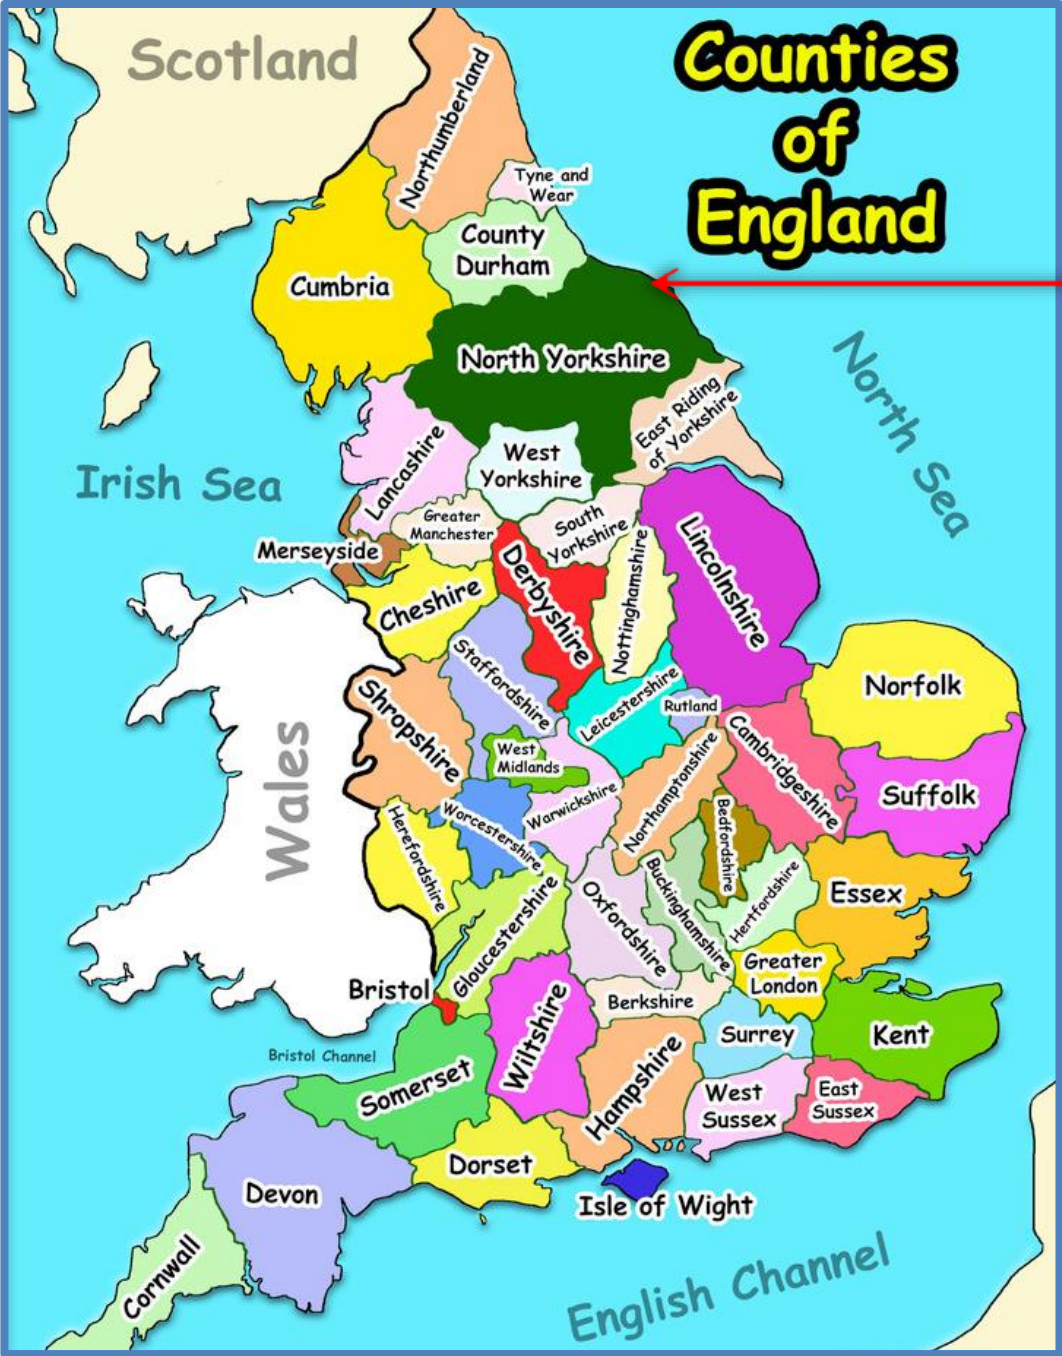 Scotland
Counties
of
England
Northumberland
Tyne and
Wear
County
Durham
Cumbria
North Yorkshire
East Riding
of Yorkshire
North Sea
Irish Sea
Lancashire
West
Yorkshire
Greater
Manchester
South
Yorkshire
Merseyside
Cheshire
Derbyshire
Nottinghamshire
Lincolnshire
Staffordshire
Leicestershire
Rutland
Norfolk
Shropshire
West
Midlands
Cambridgeshire
Suffolk
Wales
Worcestershire
Warwickshire
Northamptonshire
Bedfordshire
Herefordshire
Gloucestershire
Oxfordshire
Buckinghamshire
Hertfordshire
Essex
Greater
London
Bristol
Berkshire
Bristol Channel
Wiltshire
Surrey
Kent
Somerset
Hampshire
West
Sussex
East
Sussex
Dorset
Devon
Isle of Wight
Cornwall
English Channel